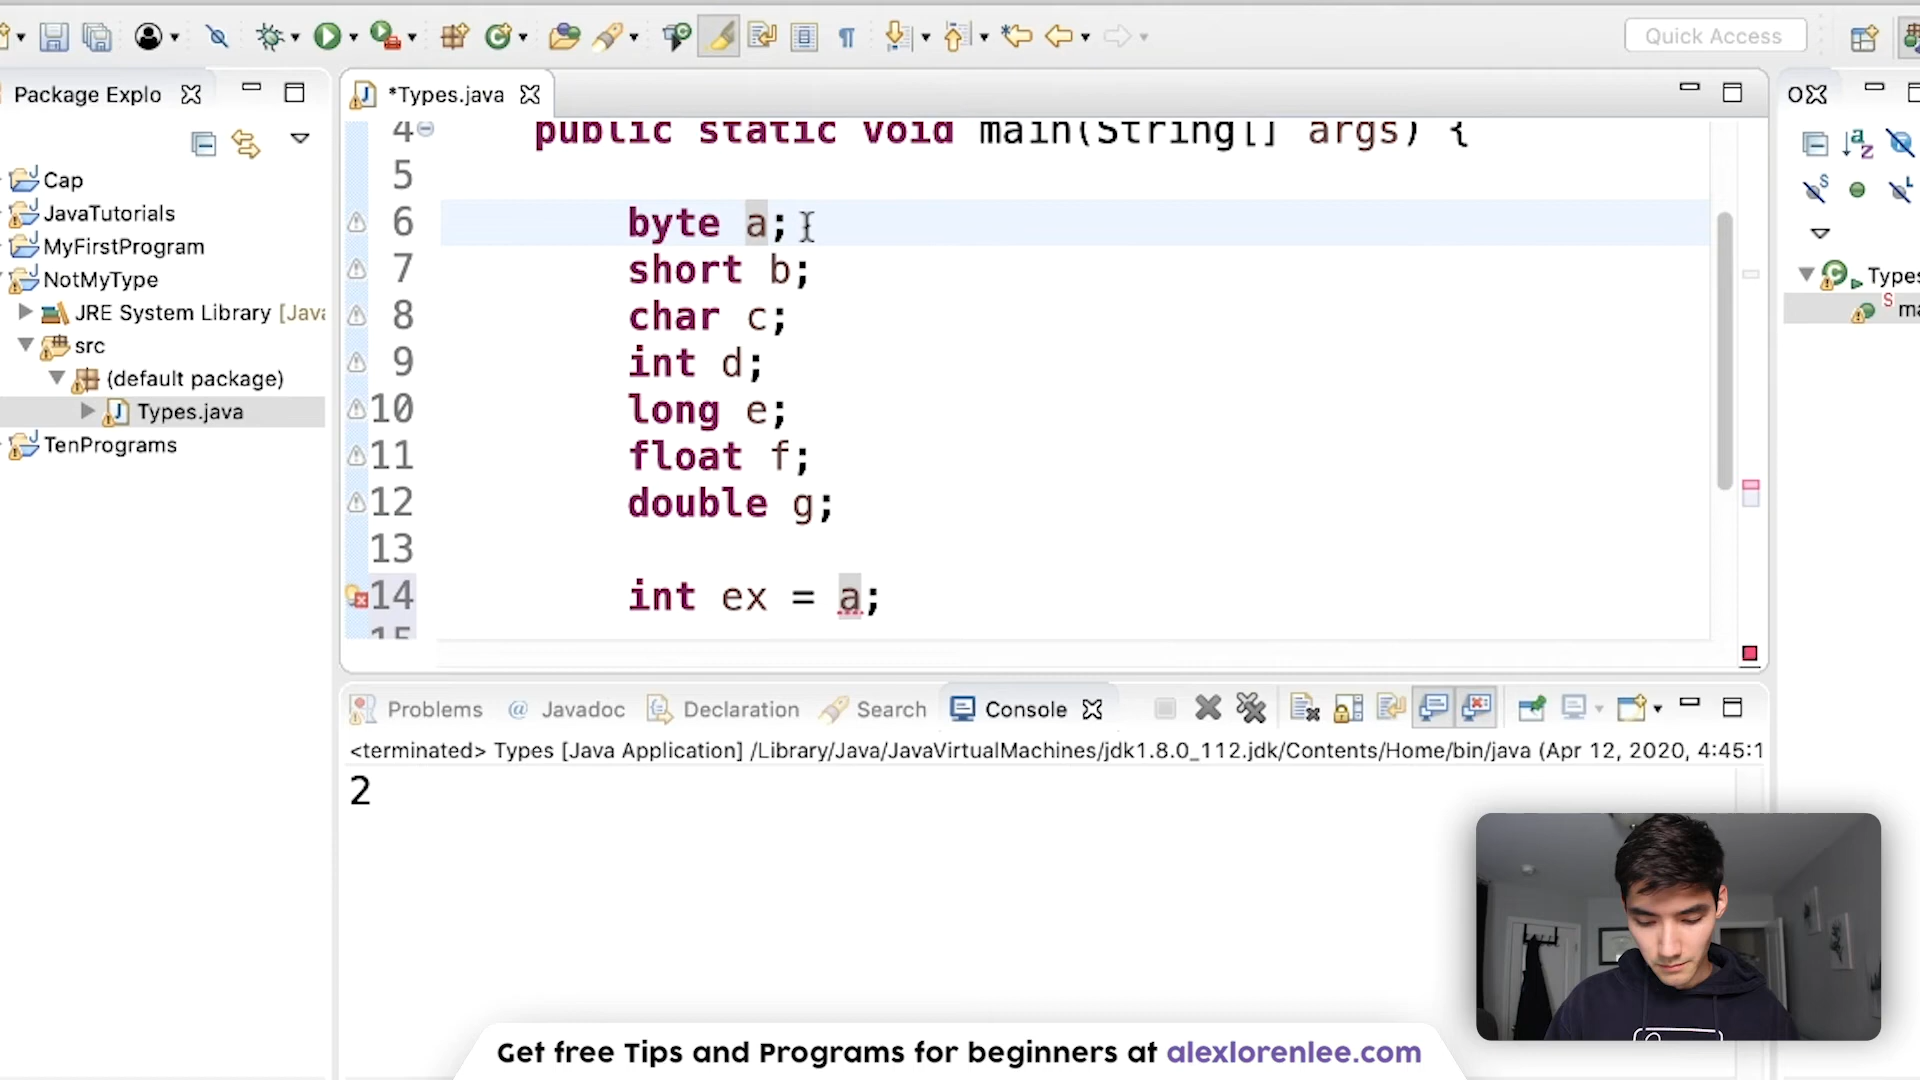 Quick Access
Package Explo
*Types.java
4 public static void main(String[] args) {
5
6 byte a;
7 short b;
8 char c;
9 int d;
10 long e;
11 float f;
12 double g;
13
14 int ex = a;
15
Cap
JavaTutorials
MyFirstProgram
NotMyType
JRE System Library [Java
src
(default package)
Types.java
TenPrograms
O
Types
ma
Problems @ Javadoc Declaration Search Console
<terminated> Types [Java Application] /Library/Java/JavaVirtualMachines/jdk1.8.0_112.jdk/Contents/Home/bin/java (Apr 12, 2020, 4:45:1
2
Get free Tips and Programs for beginners at alexlorenlee.com